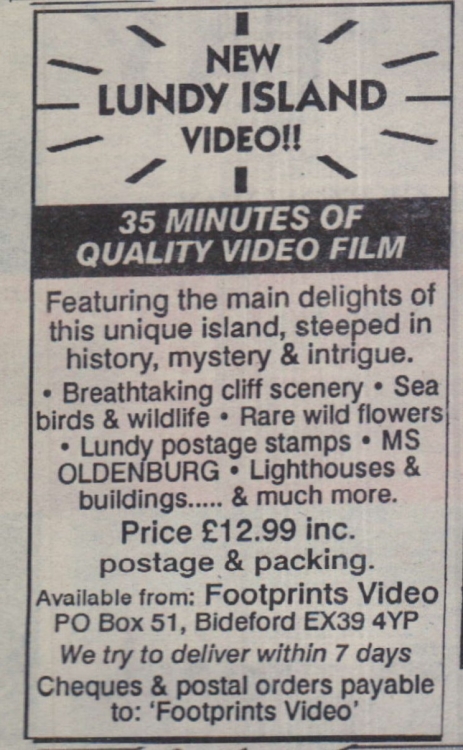 NEW
LUNDY ISLAND
VIDEO!!
35 MINUTES OF
QUALITY VIDEO FILM
Featuring the main delights of
this unique island, steeped in
history, mystery & intrigue.
• Breathtaking cliff scenery • Sea
birds & wildlife • Rare wild flowers
• Lundy postage stamps • MS
OLDENBURG • Lighthouses &
buildings..... & much more.
Price £12.99 inc.
postage & packing.
Available from: Footprints Video
PO Box 51, Bideford EX39 4YP
We try to deliver within 7 days
Cheques & postal orders payable
to: 'Footprints Video'